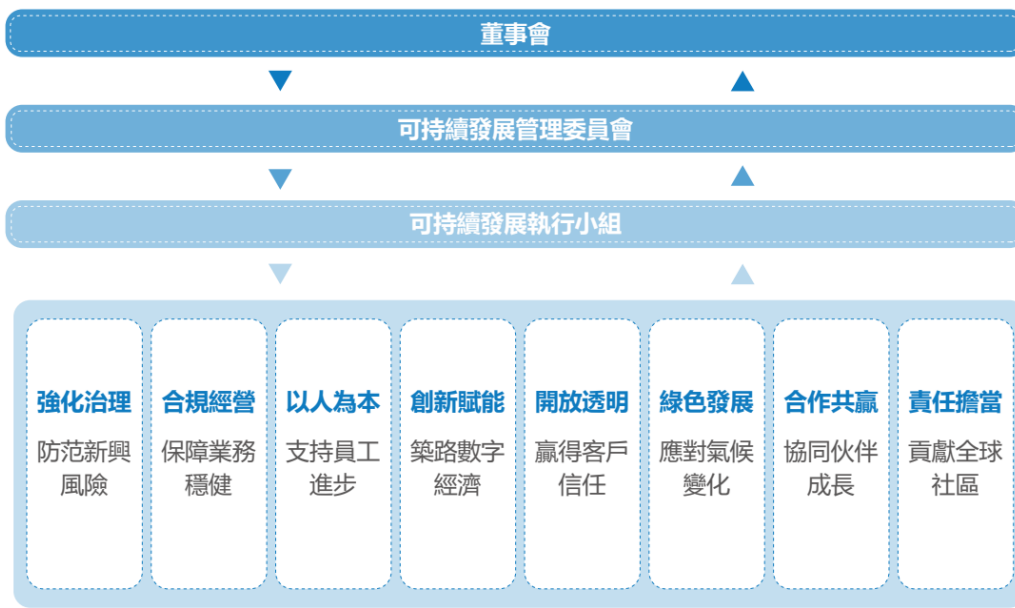 董事會
可持續發展管理委員會
可持續發展執行小組
強化治理
防范新興
風險
合規經營
保障業務
穩健
以人為本
支持員工
進步
創新賦能
築路數字
經濟
開放透明
贏得客戶
信任
綠色發展
應對氣候
變化
合作共贏
協同伙伴
成長
責任擔當
貢獻全球
社區